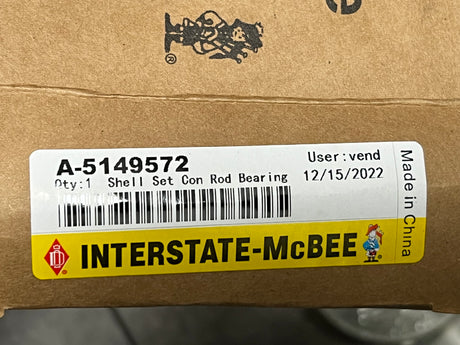 e
®
A-5149572
User:vend
Qty:1 Shell Set Con Rod Bearing
12/15/2022
INTERSTATE-McBEE
®
Made in China